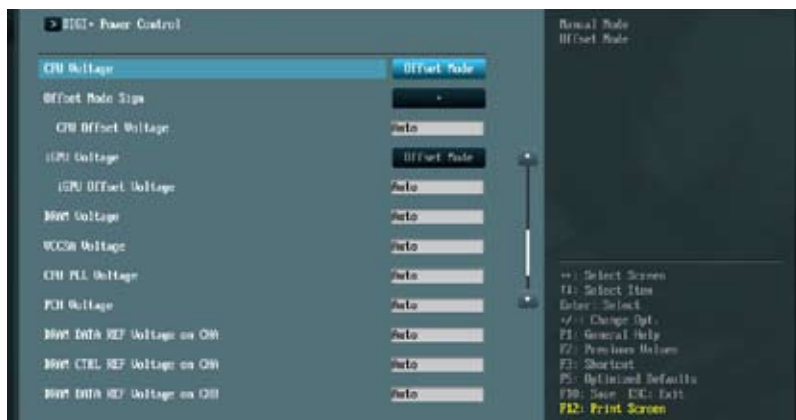 > DIGI+ Power Control
CPU Voltage Offset Mode
Offset Mode Sign
CPU Offset Voltage Auto
iGPU Voltage Offset Mode
iGPU Offset Voltage Auto
DRAM Voltage Auto
VCCSA Voltage Auto
CPU PLL Voltage Auto
PCH Voltage Auto
DRAM DATA REF Voltage on CHA Auto
DRAM CTRL REF Voltage on CHA Auto
DRAM DATA REF Voltage on CHB Auto
Manual Mode
Offset Mode
: Select Screen
: Select Item
Enter: Select
+/-: Change Opt.
F1: General Help
F2: Previous Values
F3: Shortcut
F5: Optimized Defaults
F10: Save ESC: Exit
F12: Print Screen